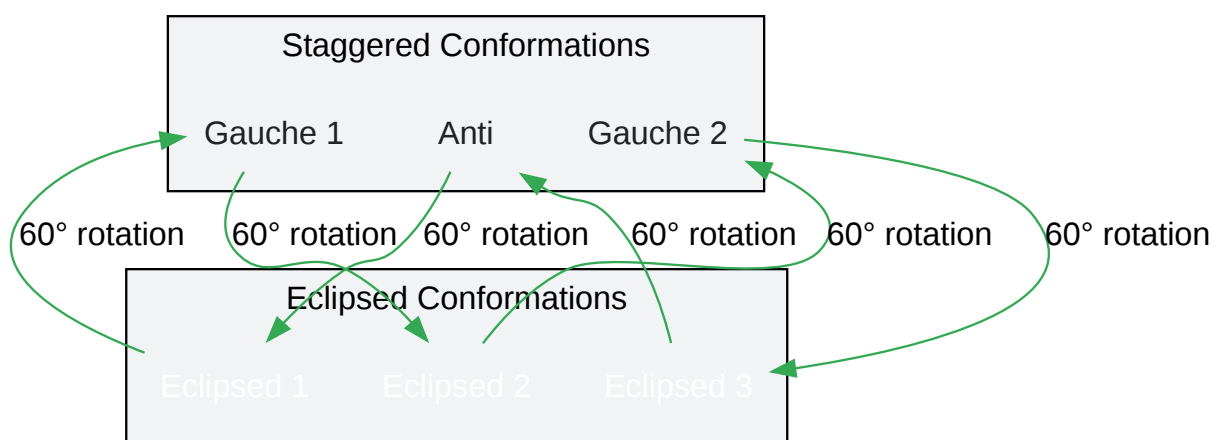 Staggered Conformations
Gauche 1 Anti Gauche 2
60° rotation 60° rotation 60° rotation 60° rotation 60° rotation 60° rotation
Eclipsed Conformations
Eclipsed 1 Eclipsed 2 Eclipsed 3